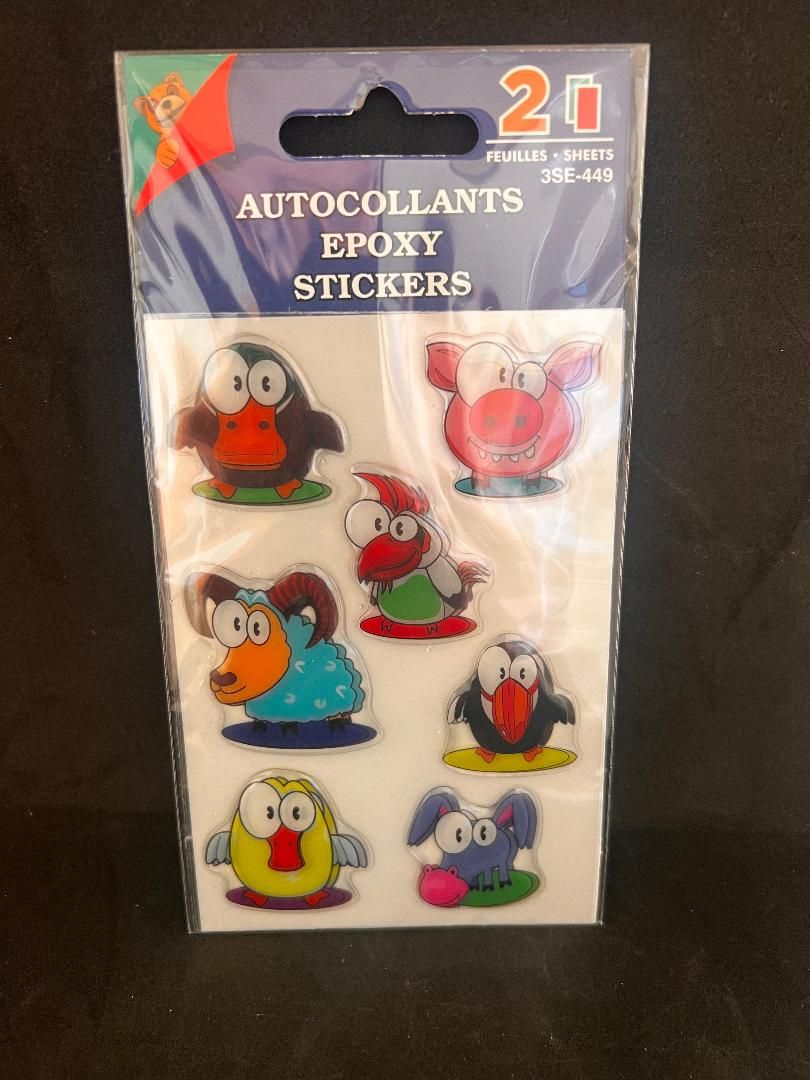 2
FEUILLES • SHEETS
3SE-449
AUTOCOLLANTS
EPOXY
STICKERS